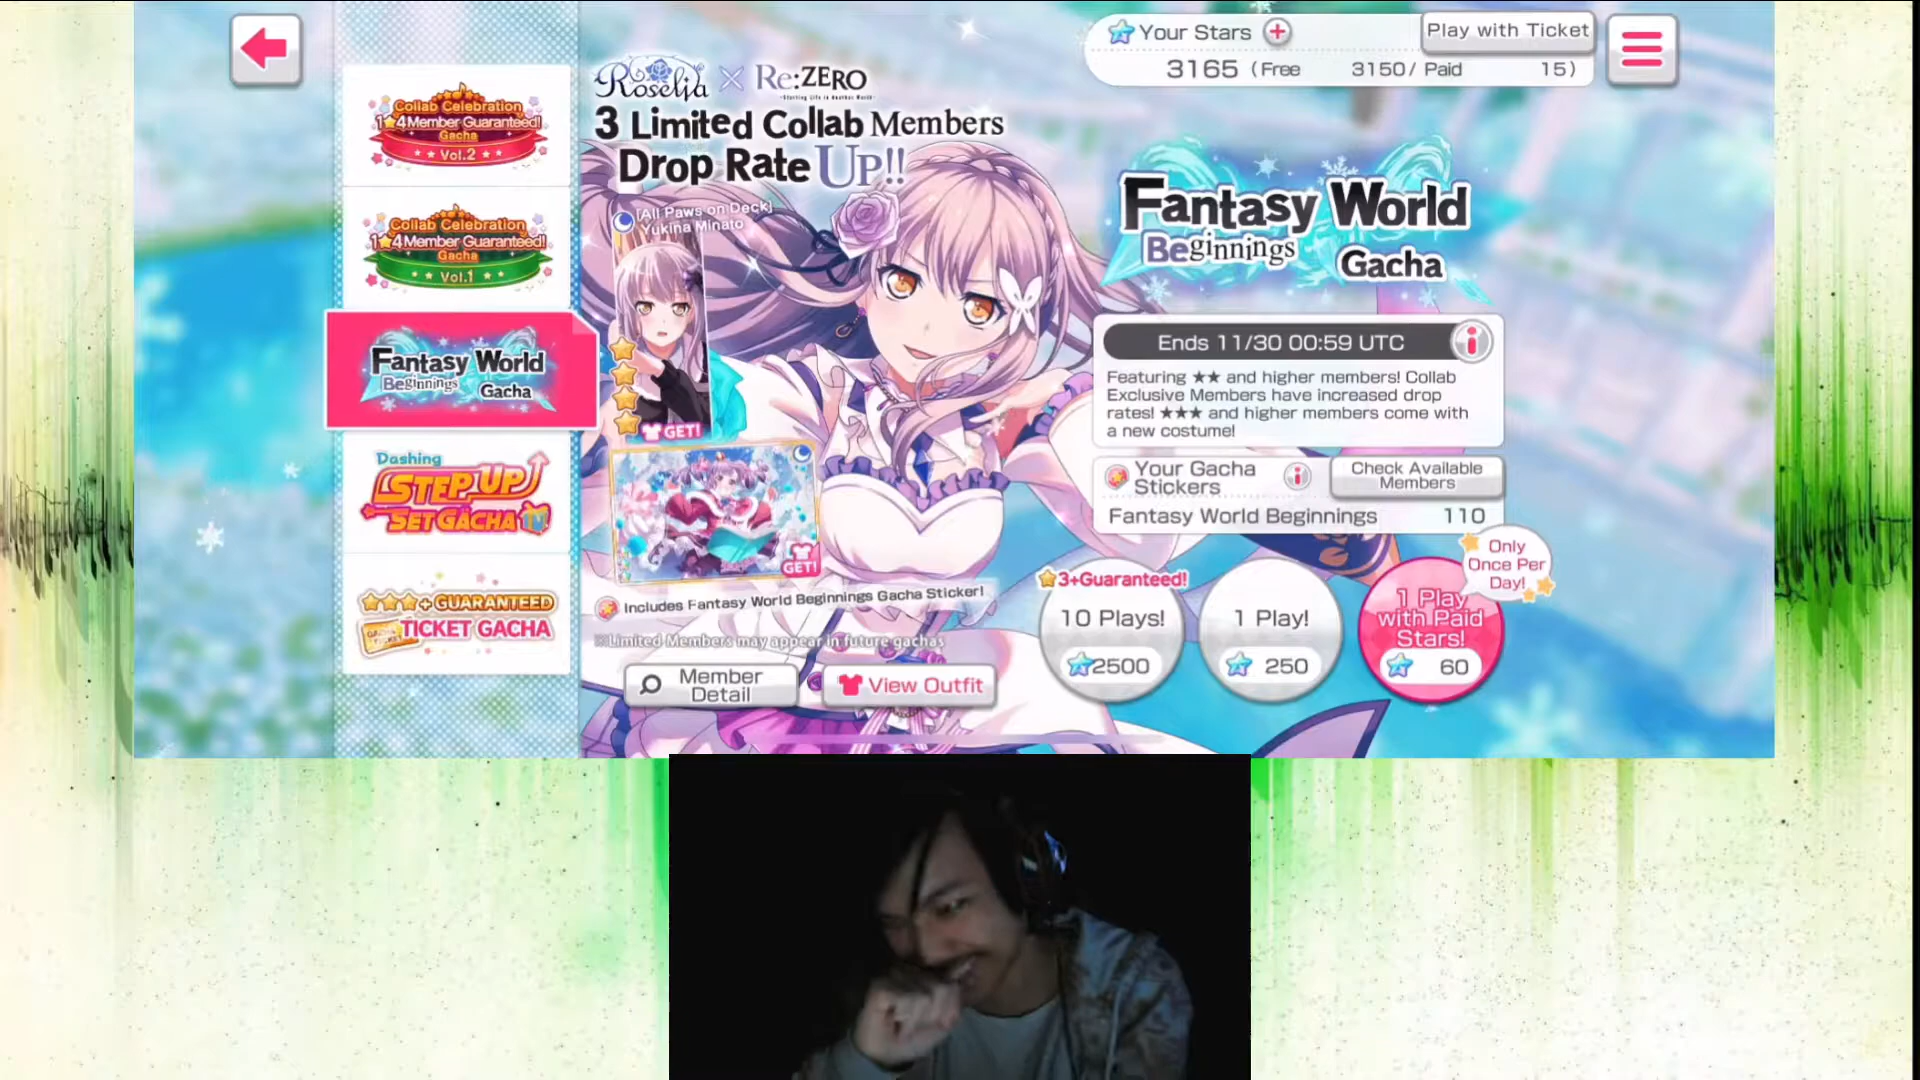 Your Stars
Play with Ticket
3165 (Free 3150/ Paid 15)
Collab Celebration
1★4Member Guaranteed!
Gacha
Vol.2
Collab Celebration
1★4Member Guaranteed!
Gacha
Vol.1
Fantasy World
Beginnings Gacha
Dashing
STEP UP
SET GACHA
★★★+GUARANTEED
TICKET GACHA
Roselia × Re:ZERO
3 Limited Collab Members
Drop Rate UP!!
[All Paws on Deck]
Yukina Minato
GET!
GET!
Includes Fantasy World Beginnings Gacha Sticker!
※Limited Members may appear in future gachas
Member
Detail
View Outfit
Fantasy World
Beginnings Gacha
Ends 11/30 00:59 UTC
Featuring ★★ and higher members! Collab
Exclusive Members have increased drop
rates! ★★★ and higher members come with
a new costume!
Your Gacha
Stickers
Check Available
Members
Fantasy World Beginnings 110
Only
Once Per
Day!
★3+Guaranteed!
10 Plays!
2500
1 Play!
250
1 Play
with Paid
Stars!
60